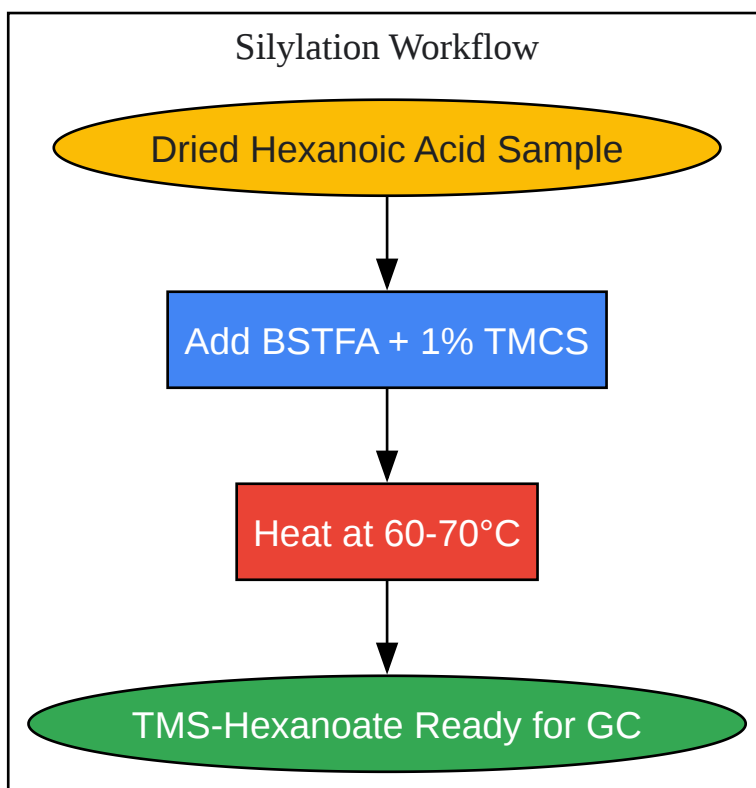 Silylation Workflow
Dried Hexanoic Acid Sample
Add BSTFA + 1% TMCS
Heat at 60-70°C
TMS-Hexanoate Ready for GC